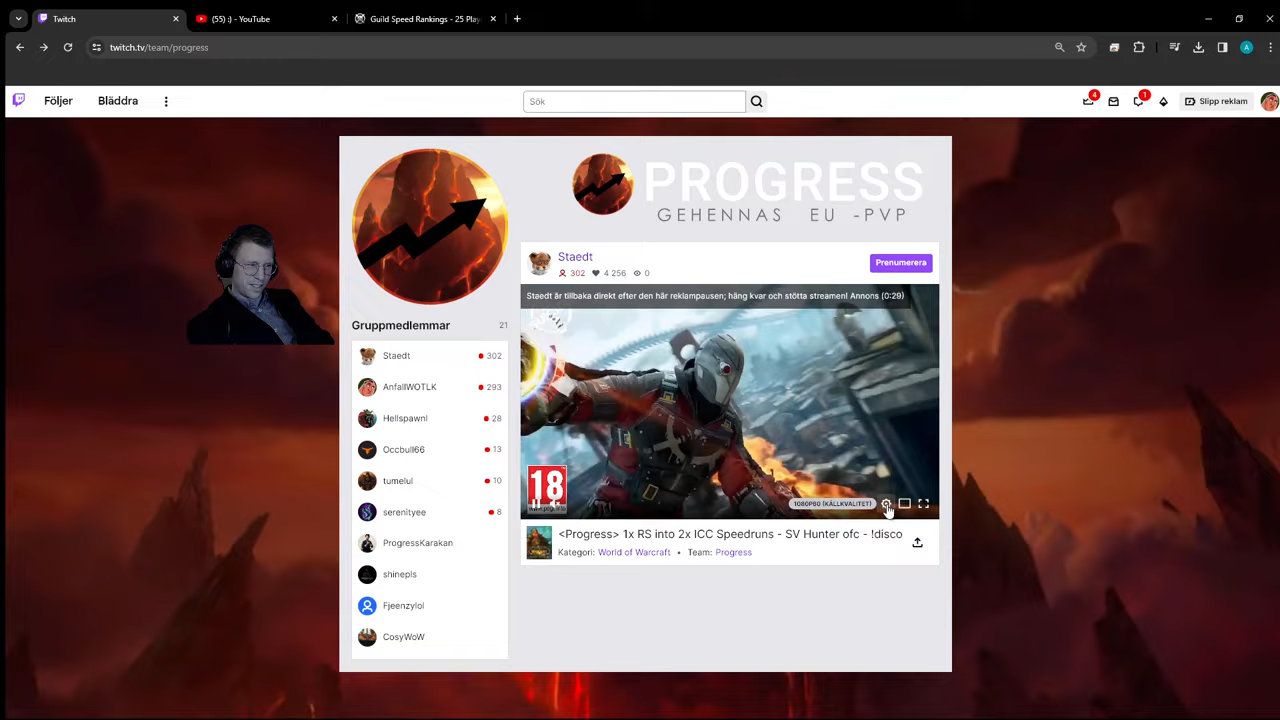 Twitch
(55) :) - YouTube
Guild Speed Rankings - 25 Play
twitch.tv/team/progress
A
Följer
Bläddra
Sök
4
1
Slipp reklam
PROGRESS
GEHENNAS EU -PVP
Staedt
302
4 256
0
Prenumerera
Staedt är tillbaka direkt efter den här reklampausen; häng kvar och stötta streamen! Annons (0:29)
18
1080P60 (KÄLLKVALITET)
<Progress> 1x RS into 2x ICC Speedruns - SV Hunter ofc - !disco
Kategori: World of Warcraft • Team: Progress
Gruppmedlemmar 21
Staedt 302
AnfallWOTLK 293
Hellspawnl 28
Occbull66 13
tumelul 10
serenityee 8
ProgressKarakan
shinepls
Fjeenzylol
CosyWoW